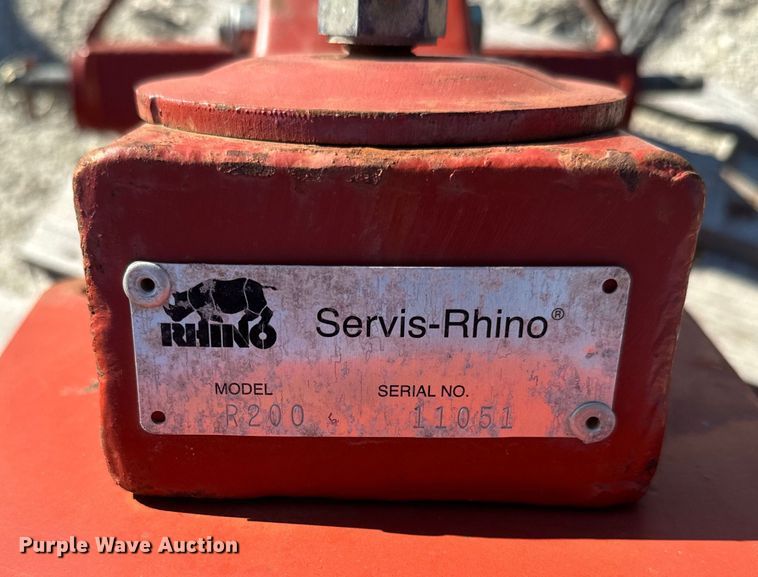 RHINO
Servis-Rhino®
MODEL SERIAL NO.
R200 11051
Purple Wave Auction